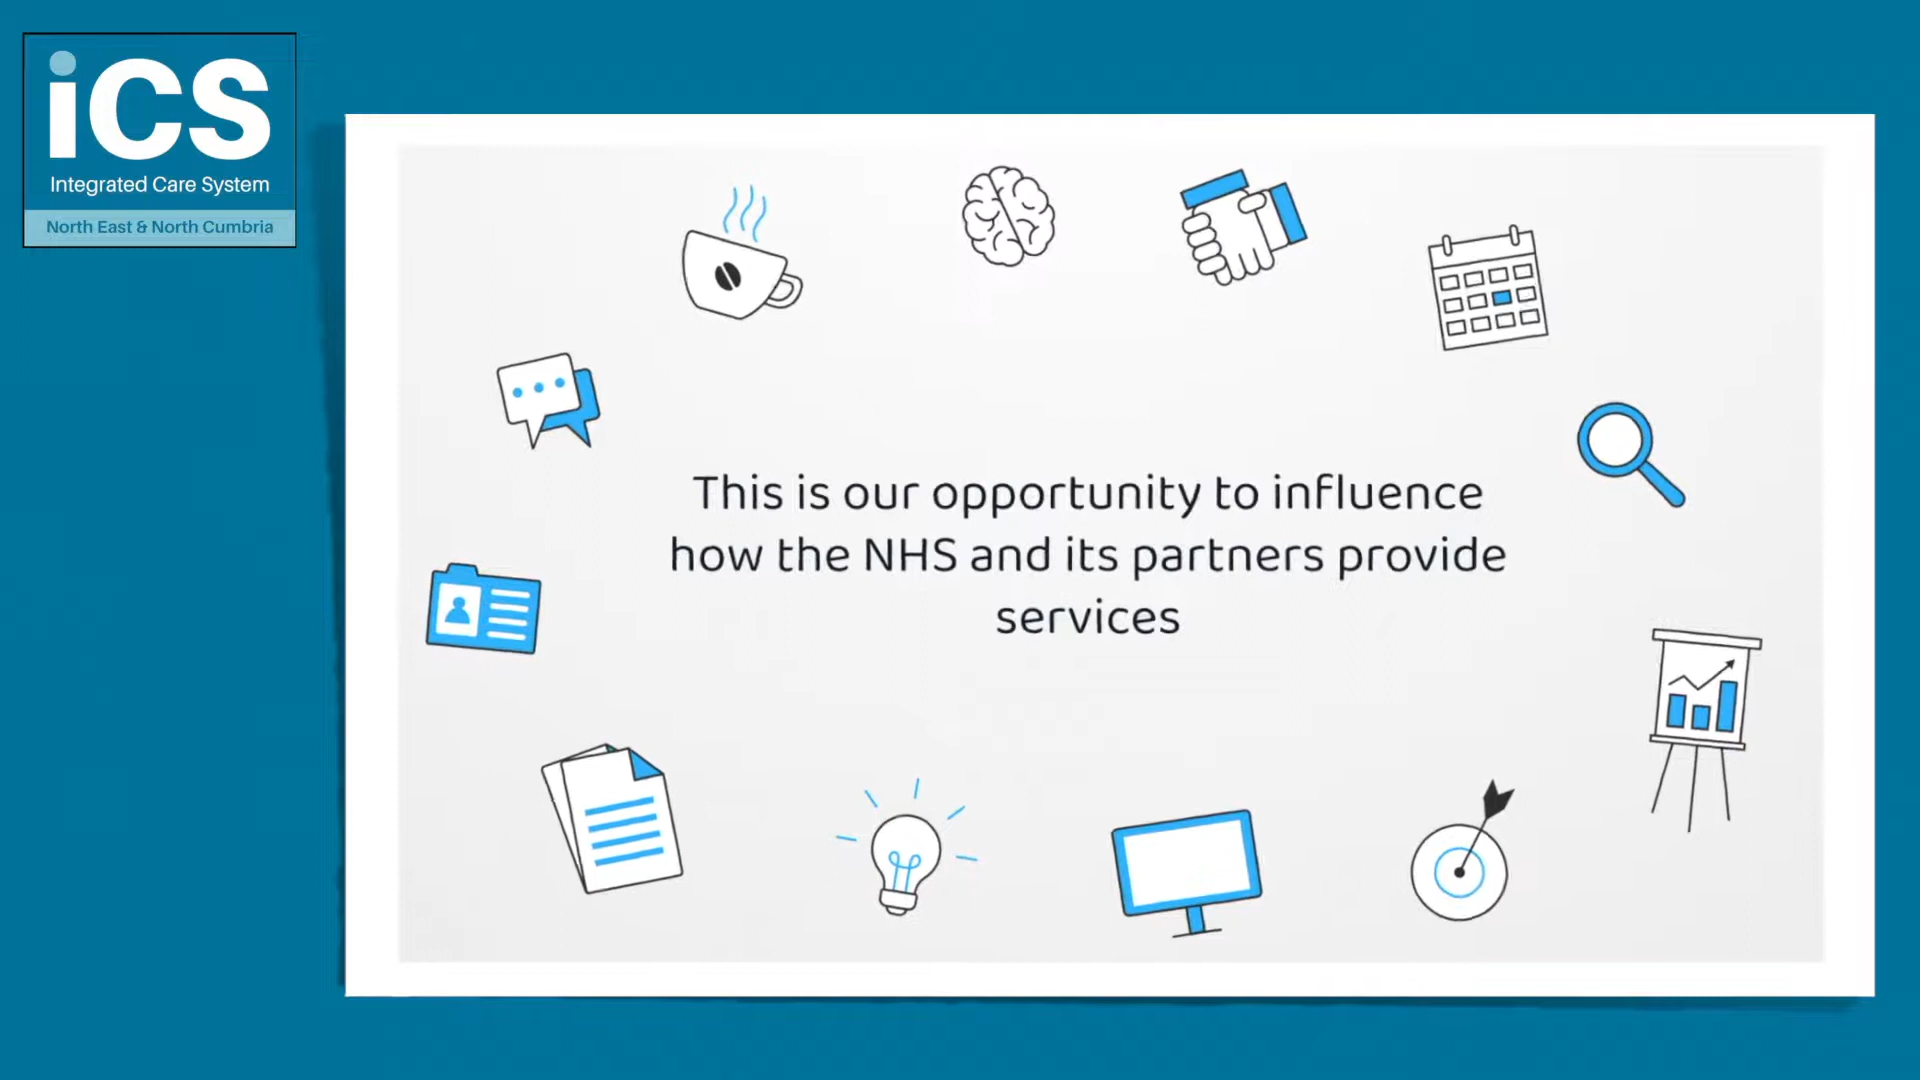 iCS
Integrated Care System
North East & North Cumbria
This is our opportunity to influence
how the NHS and its partners provide
services